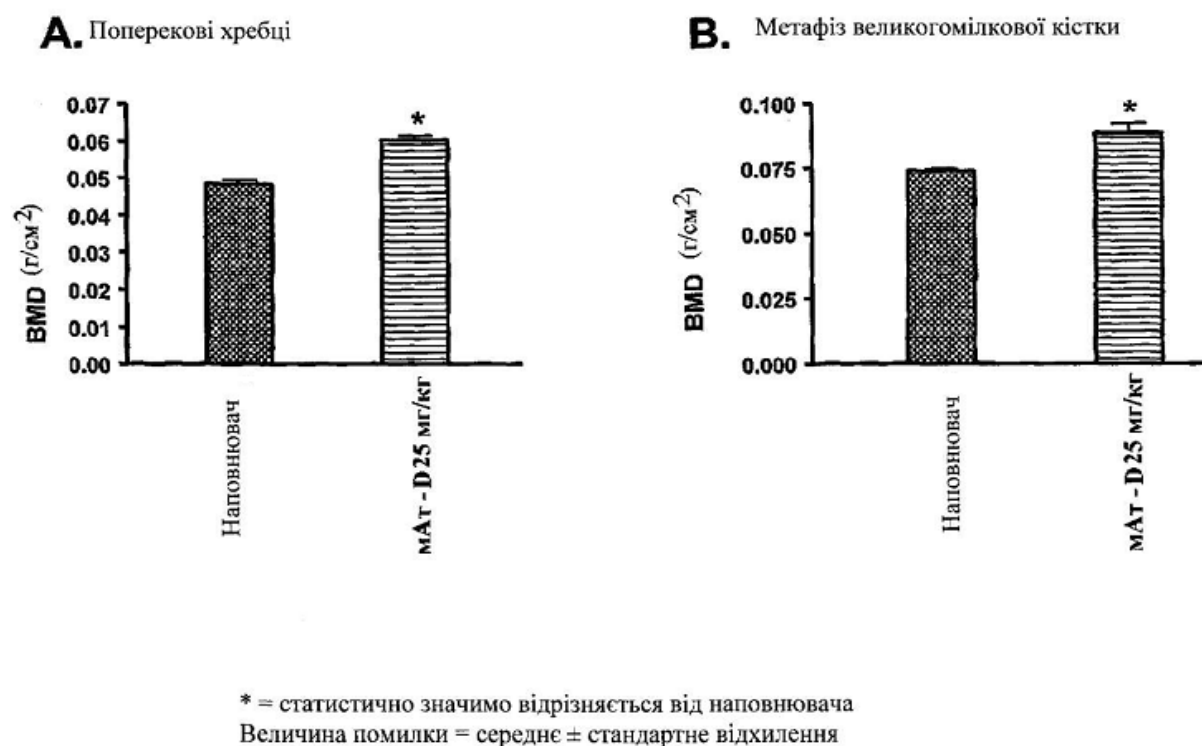 A. Поперекові хребці
BMD (г/см²)
0.07
0.06
0.05
0.04
0.03
0.02
0.01
0.00
*
Наповнювач
мАт - D25 мг/кг
B. Метафіз великогомілкової кістки
BMD (г/см²)
0.100
0.075
0.050
0.025
0.000
*
Наповнювач
мАт - D25 мг/кг
* = статистично значимо відрізняється від наповнювача
Величина помилки = середнє ± стандартне відхилення